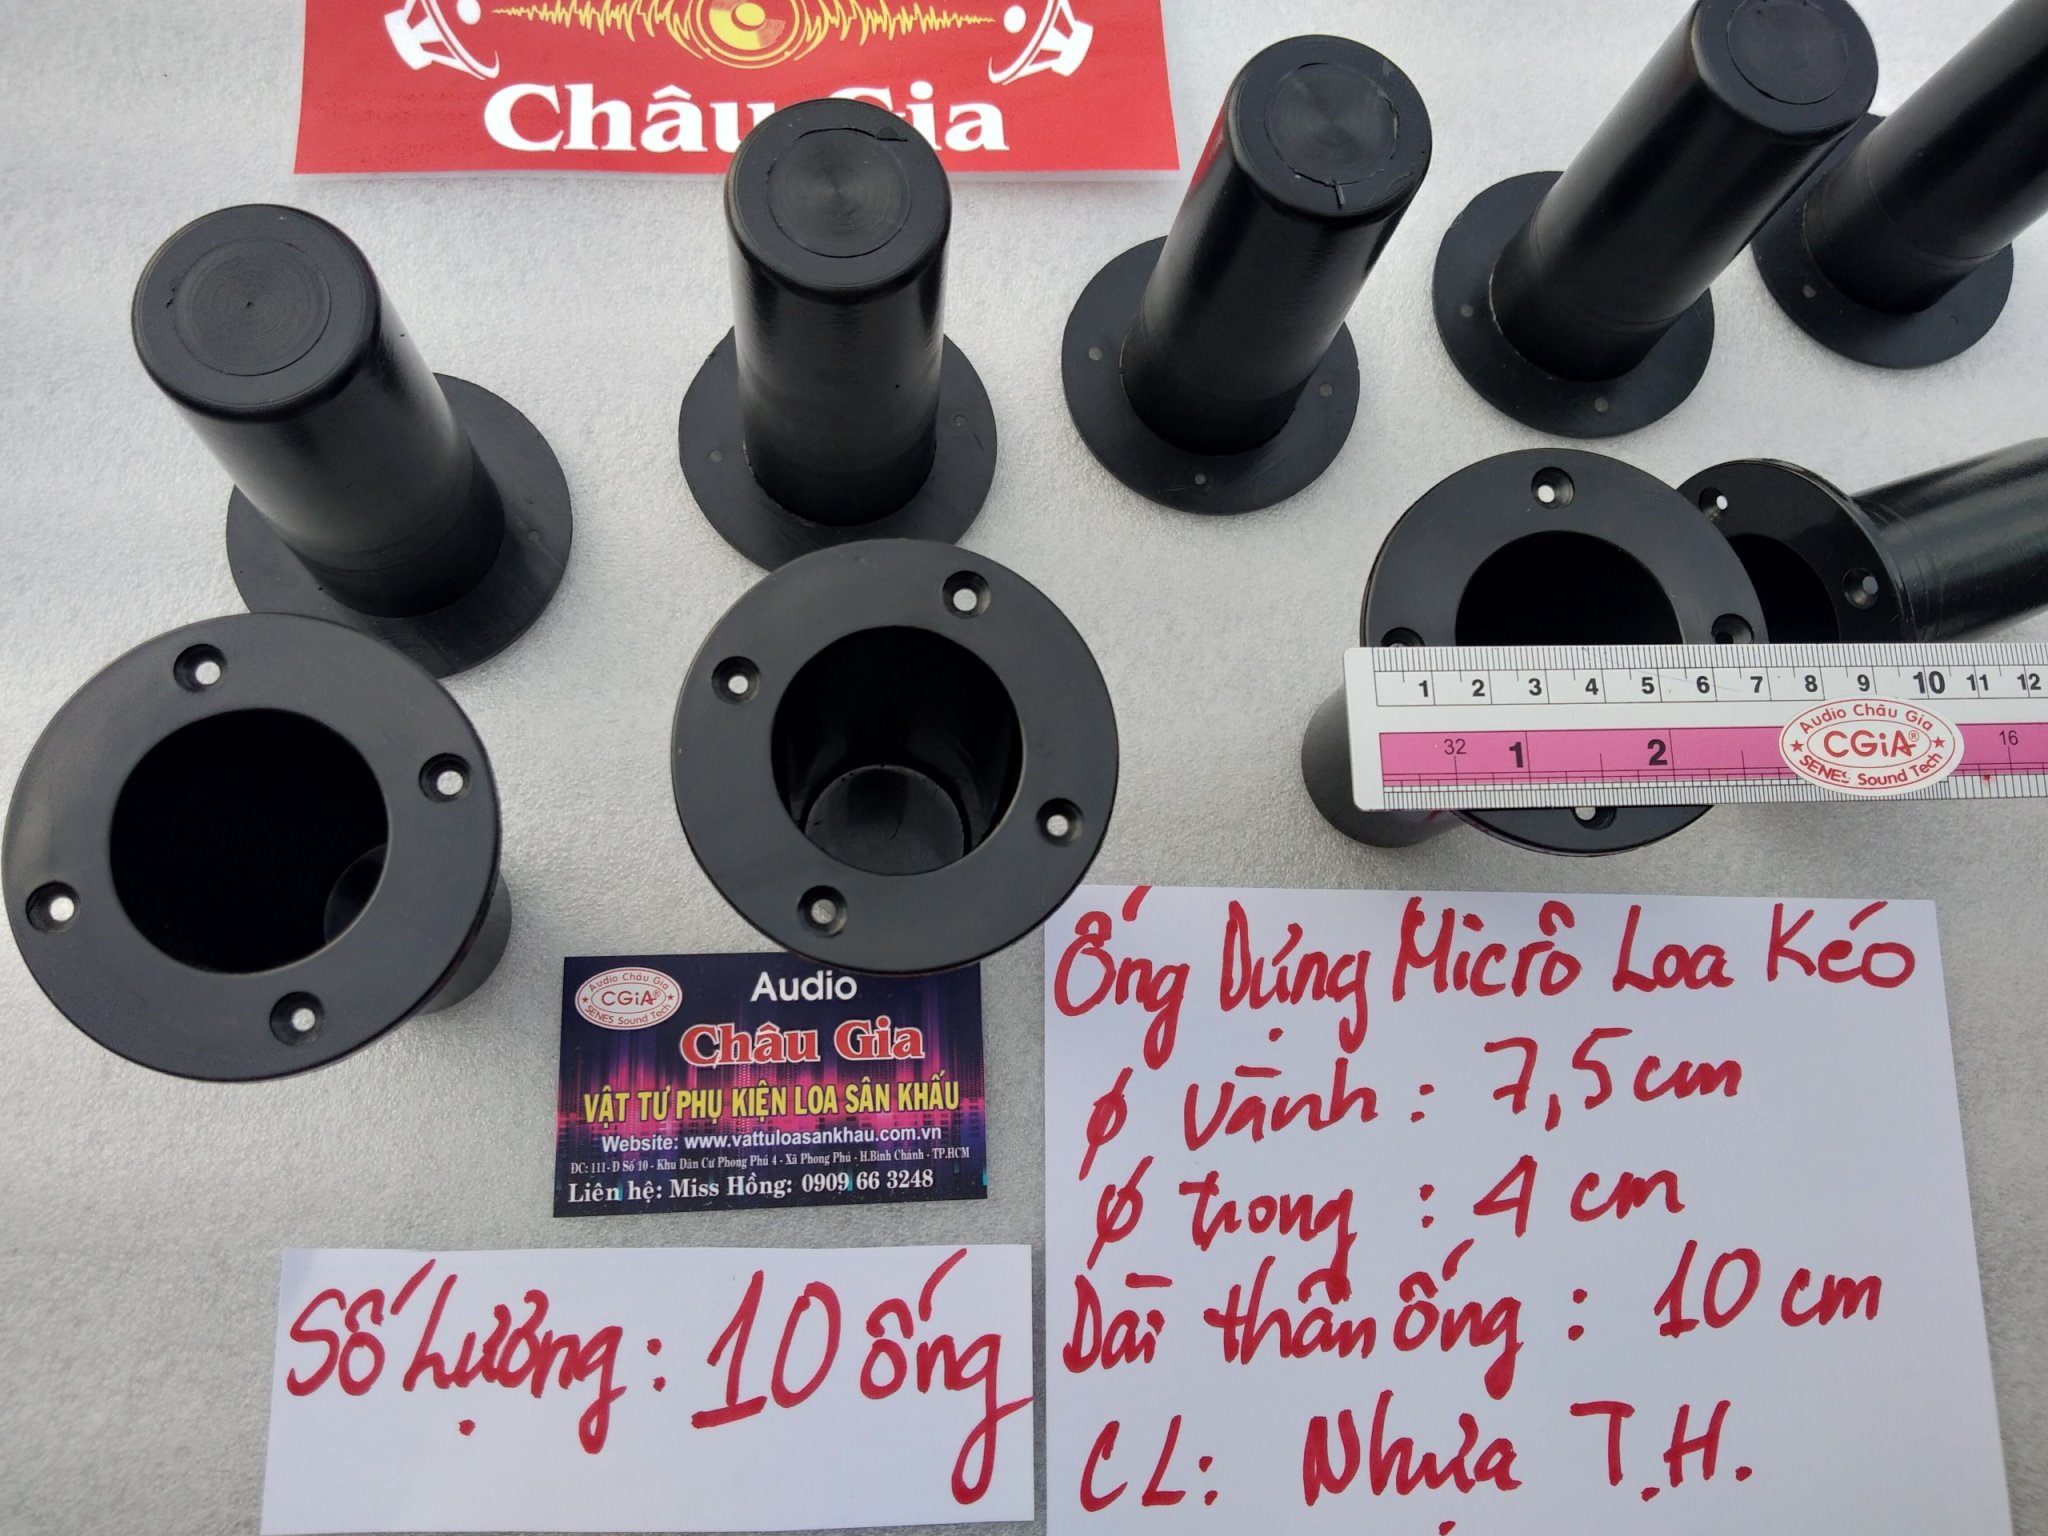 Châu Gia
1 2 3 4 5 6 7 8 9 10 11 12
32 1 2 16
Audio Châu Gia
CGiA®
SENES Sound Tech
Audio Châu Gia
CGiA®
SENES Sound Tech
Audio
Châu Gia
VẬT TƯ PHỤ KIỆN LOA SÂN KHẤU
Website: www.vattuloasankhau.com.vn
ĐC: 111- Đ Số 10 - Khu Dân Cư Phong Phú 4 - Xã Phong Phú - H.Bình Chánh - TP.HCM
Liên hệ: Miss Hồng: 0909 66 3248
Ống Dựng Micrô Loa Kéo
Ø vành : 7,5 cm
Ø trong : 4 cm
Dài thân ống : 10 cm
CL: Nhựa T.H.
Số Lượng : 10 ống